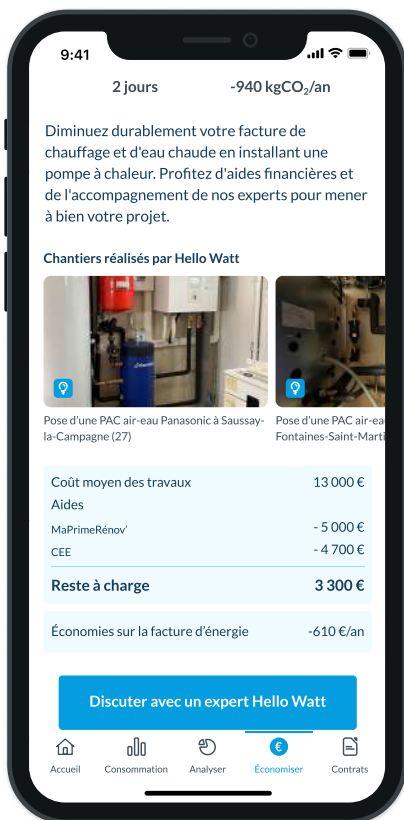 9:41
2 jours -940 kgCO₂/an
Diminuez durablement votre facture de
chauffage et d'eau chaude en installant une
pompe à chaleur. Profitez d'aides financières et
de l'accompagnement de nos experts pour mener
à bien votre projet.
Chantiers réalisés par Hello Watt
Pose d'une PAC air-eau Panasonic à Saussay-
la-Campagne (27)
Pose d'une PAC air-ea
Fontaines-Saint-Marti
Coût moyen des travaux 13 000 €
Aides
MaPrimeRénov' - 5 000 €
CEE - 4 700 €
Reste à charge 3 300 €
Économies sur la facture d'énergie -610 €/an
Discuter avec un expert Hello Watt
Accueil Consommation Analyser Économiser Contrats